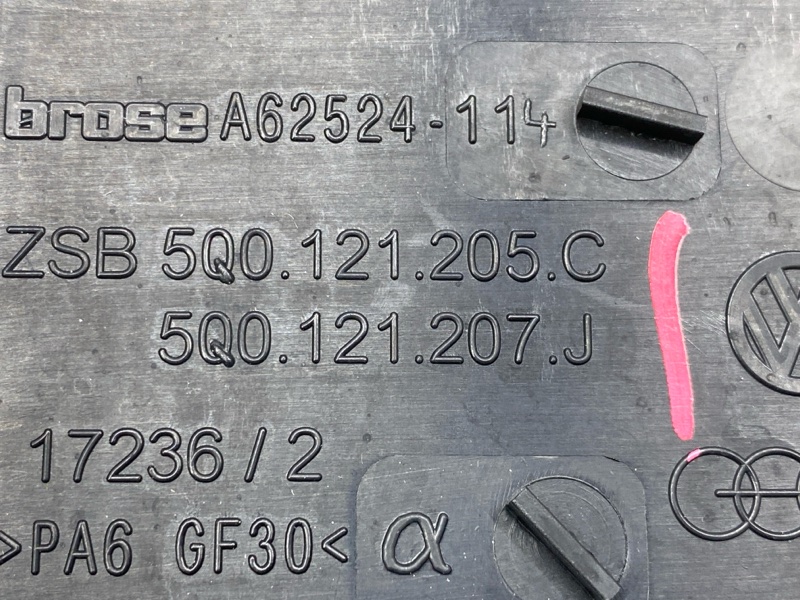 brose A62524-114
ZSB 5Q0.121.205.C
5Q0.121.207.J
17236/2
>PA6 GF30< α